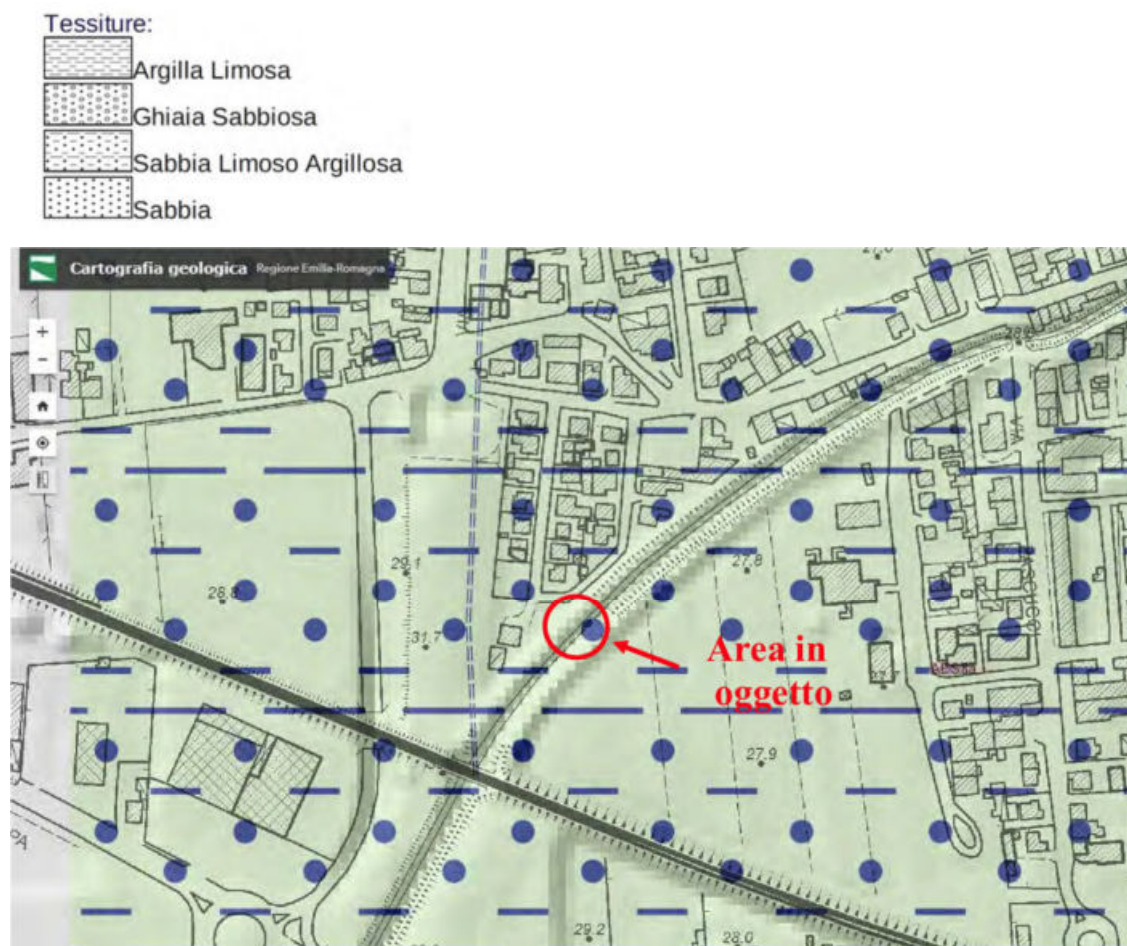 Tessiture:
Argilla Limosa
Ghiaia Sabbiosa
Sabbia Limoso Argillosa
Sabbia
Cartografia geologica Regione Emilia-Romagna
+
−
29.1
28.8
27.8
31.7
Area in
oggetto
27.9
PA
29.2
28.0